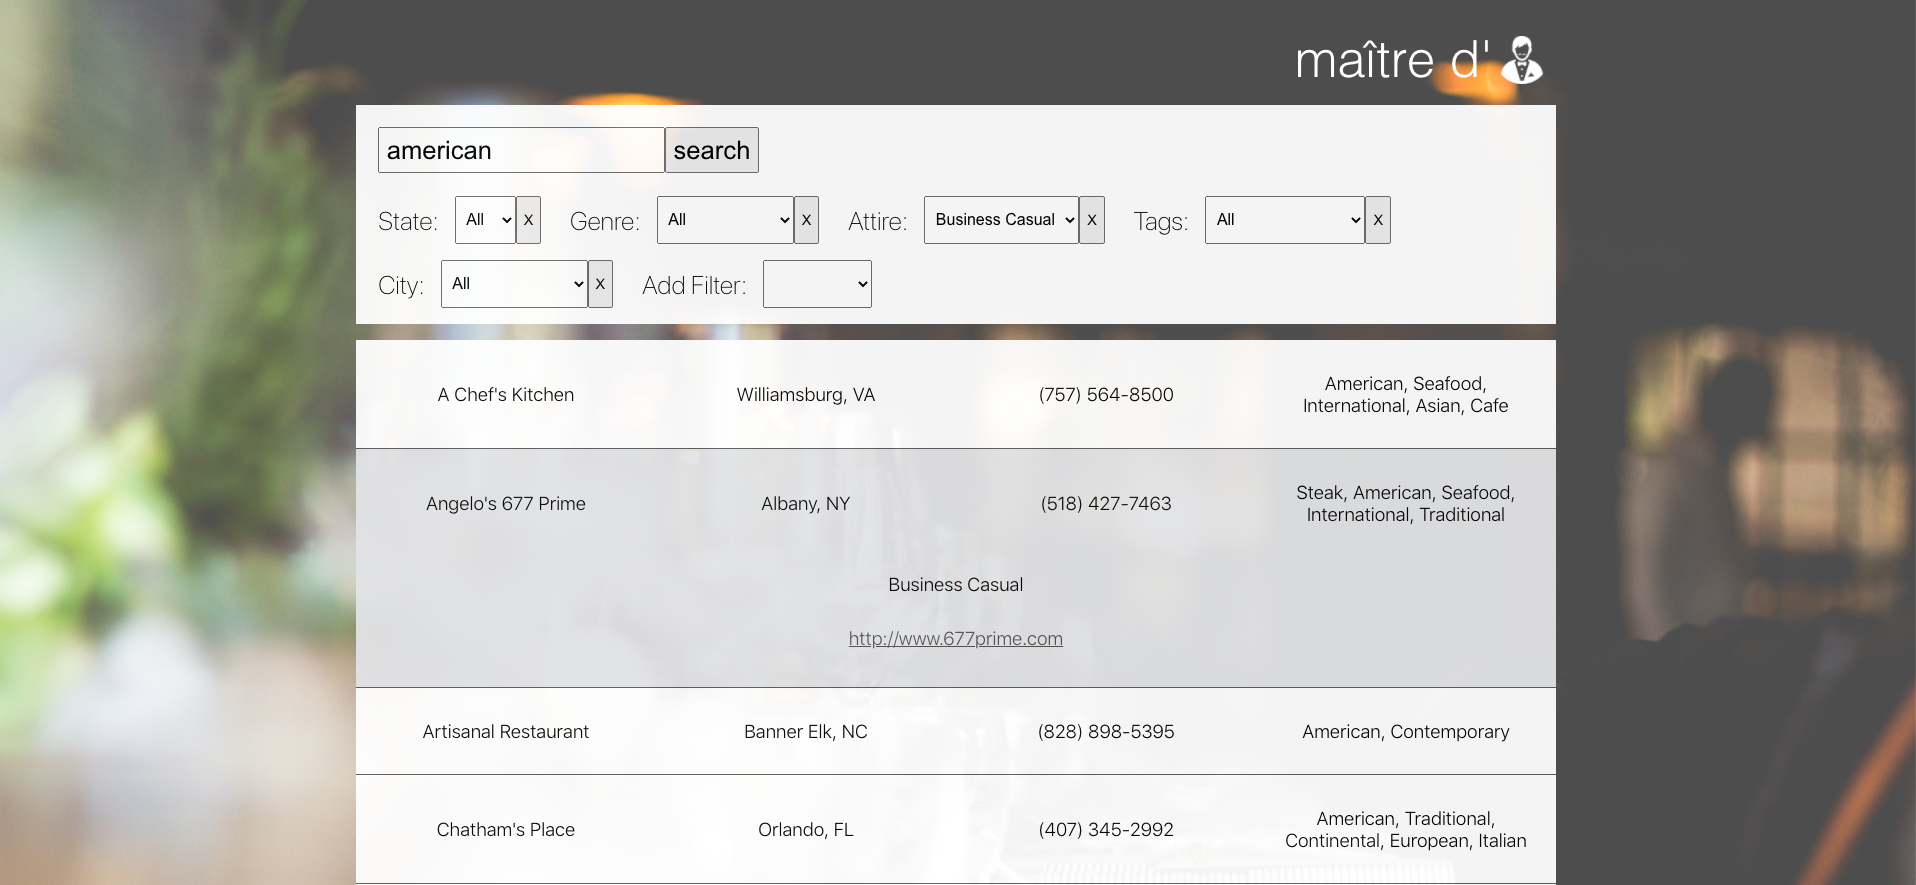 maître d'
american search
State: All X Genre: All X Attire: Business Casual X Tags: All X
City: All X Add Filter:
A Chef's Kitchen Williamsburg, VA (757) 564-8500 American, Seafood,
International, Asian, Cafe
Angelo's 677 Prime Albany, NY (518) 427-7463 Steak, American, Seafood,
International, Traditional
Business Casual
http://www.677prime.com
Artisanal Restaurant Banner Elk, NC (828) 898-5395 American, Contemporary
Chatham's Place Orlando, FL (407) 345-2992 American, Traditional,
Continental, European, Italian